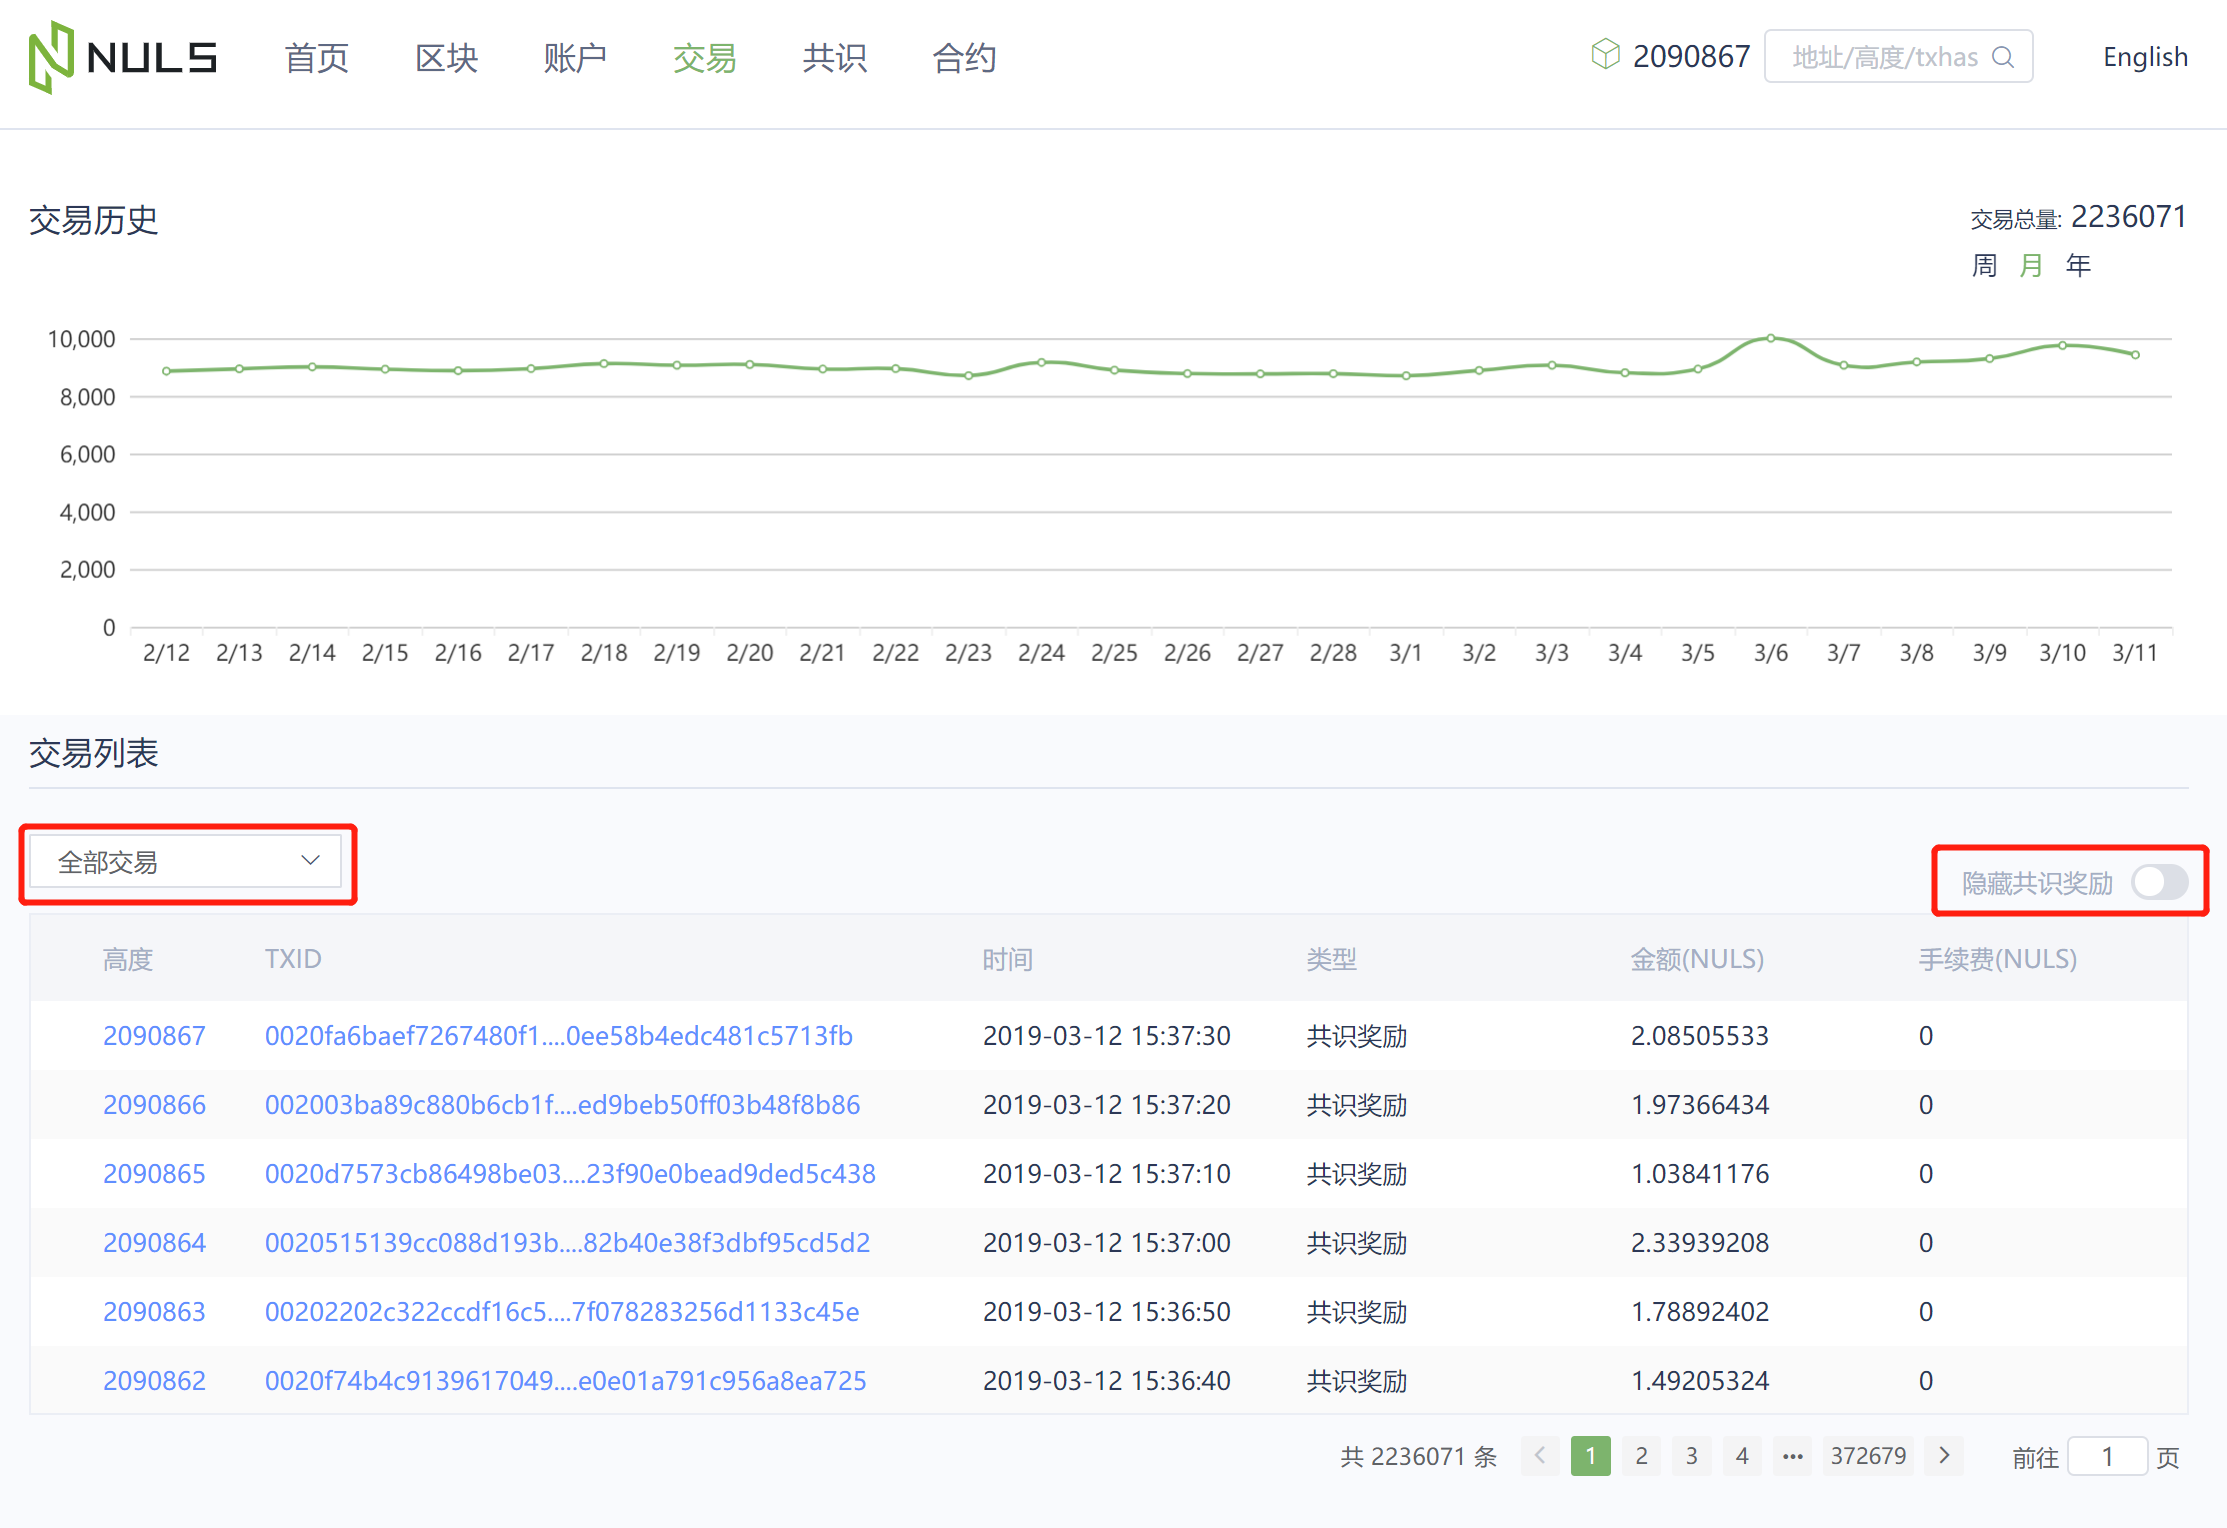 NULS 首页 区块 账户 交易 共识 合约 2090867 地址/高度/txhas English
交易历史
交易总量: 2236071
周 月 年
10,000
8,000
6,000
4,000
2,000
0
2/12 2/13 2/14 2/15 2/16 2/17 2/18 2/19 2/20 2/21 2/22 2/23 2/24 2/25 2/26 2/27 2/28 3/1 3/2 3/3 3/4 3/5 3/6 3/7 3/8 3/9 3/10 3/11
交易列表
全部交易
隐藏共识奖励
高度 TXID 时间 类型 金额(NULS) 手续费(NULS)
2090867 0020fa6baef7267480f1....0ee58b4edc481c5713fb 2019-03-12 15:37:30 共识奖励 2.08505533 0
2090866 002003ba89c880b6cb1f....ed9beb50ff03b48f8b86 2019-03-12 15:37:20 共识奖励 1.97366434 0
2090865 0020d7573cb86498be03....23f90e0bead9ded5c438 2019-03-12 15:37:10 共识奖励 1.03841176 0
2090864 0020515139cc088d193b....82b40e38f3dbf95cd5d2 2019-03-12 15:37:00 共识奖励 2.33939208 0
2090863 00202202c322ccdf16c5....7f078283256d1133c45e 2019-03-12 15:36:50 共识奖励 1.78892402 0
2090862 0020f74b4c9139617049....e0e01a791c956a8ea725 2019-03-12 15:36:40 共识奖励 1.49205324 0
共 2236071 条 1 2 3 4 ··· 372679 前往 1 页